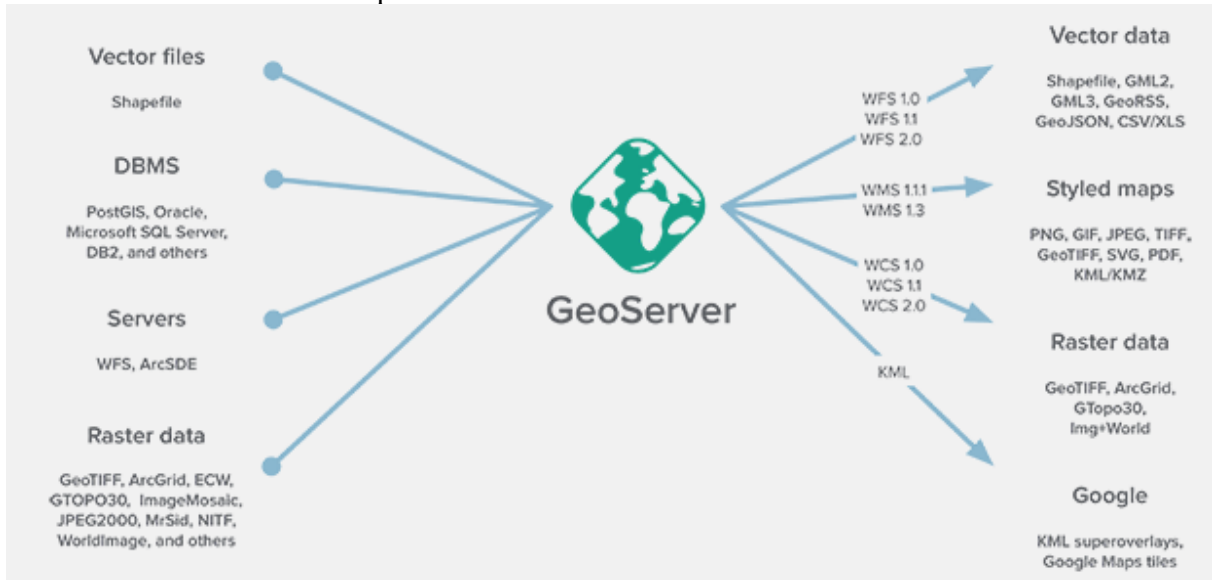 Vector files
Shapefile
DBMS
PostGIS, Oracle,
Microsoft SQL Server,
DB2, and others
Servers
WFS, ArcSDE
Raster data
GeoTIFF, ArcGrid, ECW,
GTOPO30, ImageMosaic,
JPEG2000, MrSid, NITF,
WorldImage, and others
GeoServer
WFS 1.0
WFS 1.1
WFS 2.0
WMS 1.1.1
WMS 1.3
WCS 1.0
WCS 1.1
WCS 2.0
KML
Vector data
Shapefile, GML2,
GML3, GeoRSS,
GeoJSON, CSV/XLS
Styled maps
PNG, GIF, JPEG, TIFF,
GeoTIFF, SVG, PDF,
KML/KMZ
Raster data
GeoTIFF, ArcGrid,
GTopo30,
Img+World
Google
KML superoverlays,
Google Maps tiles